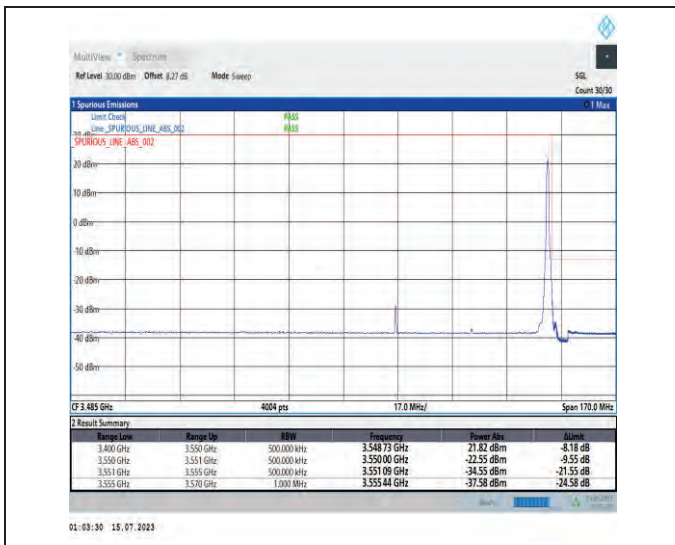 MultiView Spectrum
Ref Level 30.00 dBm Offset 8.27 dB Mode Sweep SGL
Count 30/30
1 Spurious Emissions 1 Max
Limit Check PASS
Line _SPURIOUS_LINE_ABS_002 PASS
30 dBm
_SPURIOUS_LINE_ABS_002
20 dBm
10 dBm
0 dBm
-10 dBm
-20 dBm
-30 dBm
-40 dBm
-50 dBm
CF 3.485 GHz 4004 pts 17.0 MHz/ Span 170.0 MHz
2 Result Summary
Range Low Range Up RBW Frequency Power Abs ΔLimit
3.400 GHz 3.550 GHz 500.000 kHz 3.548 73 GHz 21.82 dBm -8.18 dB
3.550 GHz 3.551 GHz 500.000 kHz 3.550 00 GHz -22.55 dBm -9.55 dB
3.551 GHz 3.555 GHz 500.000 kHz 3.551 09 GHz -34.55 dBm -21.55 dB
3.555 GHz 3.570 GHz 1.000 MHz 3.555 44 GHz -37.58 dBm -24.58 dB
01:03:30 15.07.2023